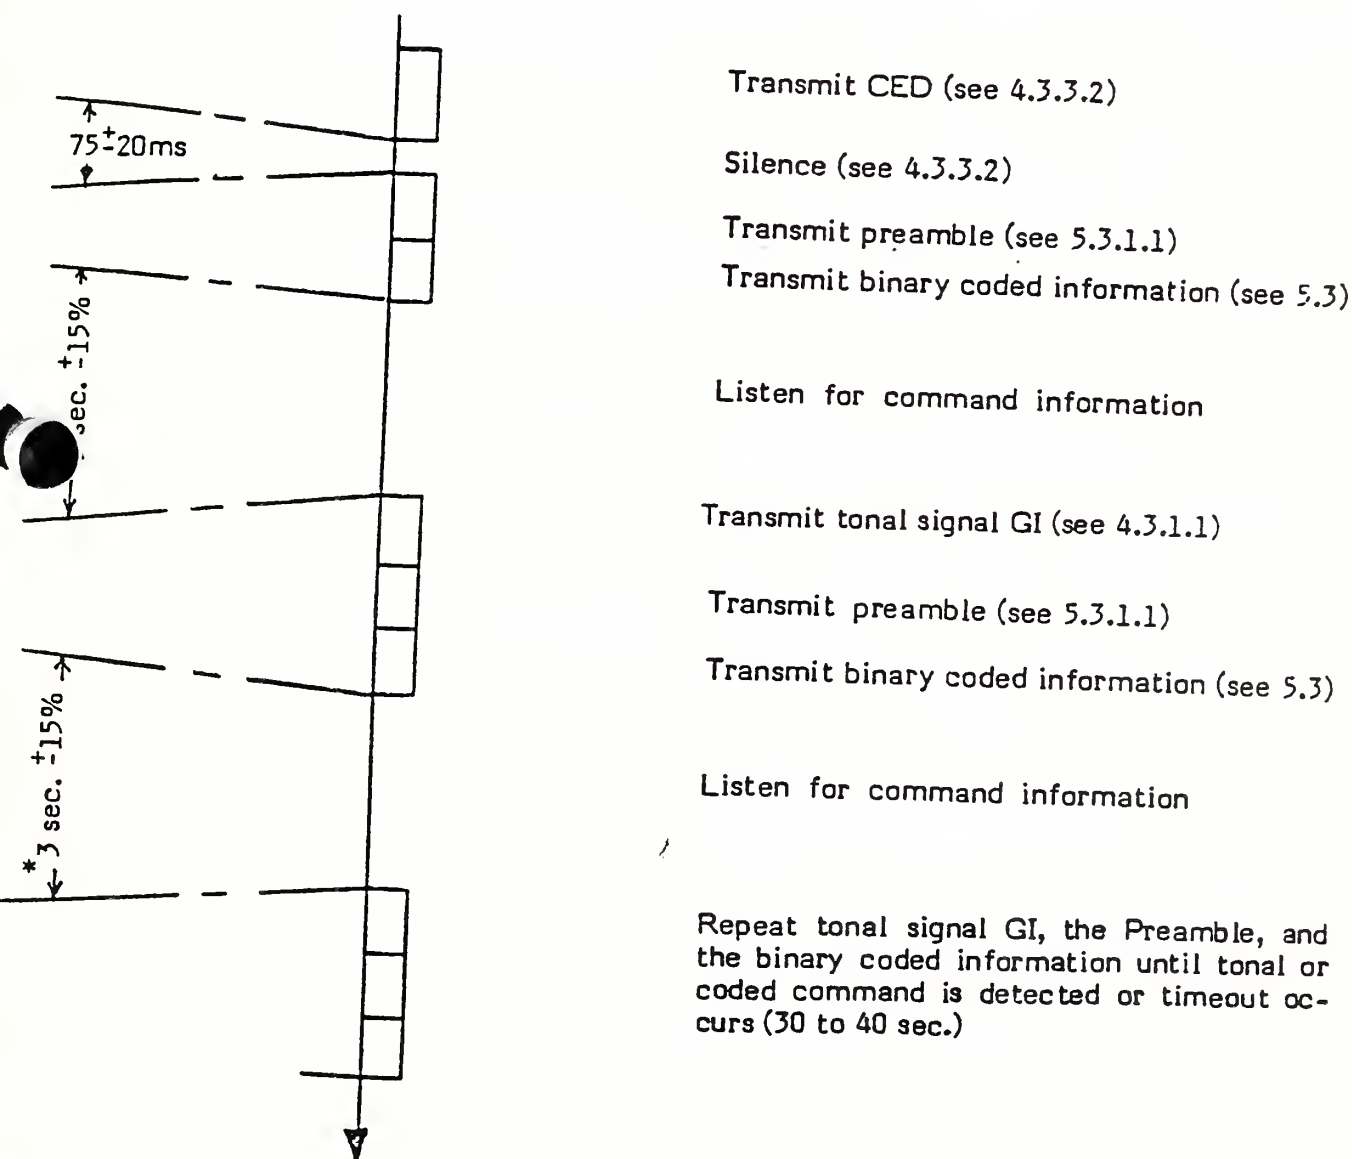 Transmit CED (see 4.3.3.2)
75±20ms
Silence (see 4.3.3.2)
Transmit preamble (see 5.3.1.1)
Transmit binary coded information (see 5.3)
sec. ±15%
Listen for command information
Transmit tonal signal GI (see 4.3.1.1)
Transmit preamble (see 5.3.1.1)
Transmit binary coded information (see 5.3)
*3 sec. ±15%
Listen for command information
Repeat tonal signal GI, the Preamble, and
the binary coded information until tonal or
coded command is detected or timeout oc-
curs (30 to 40 sec.)